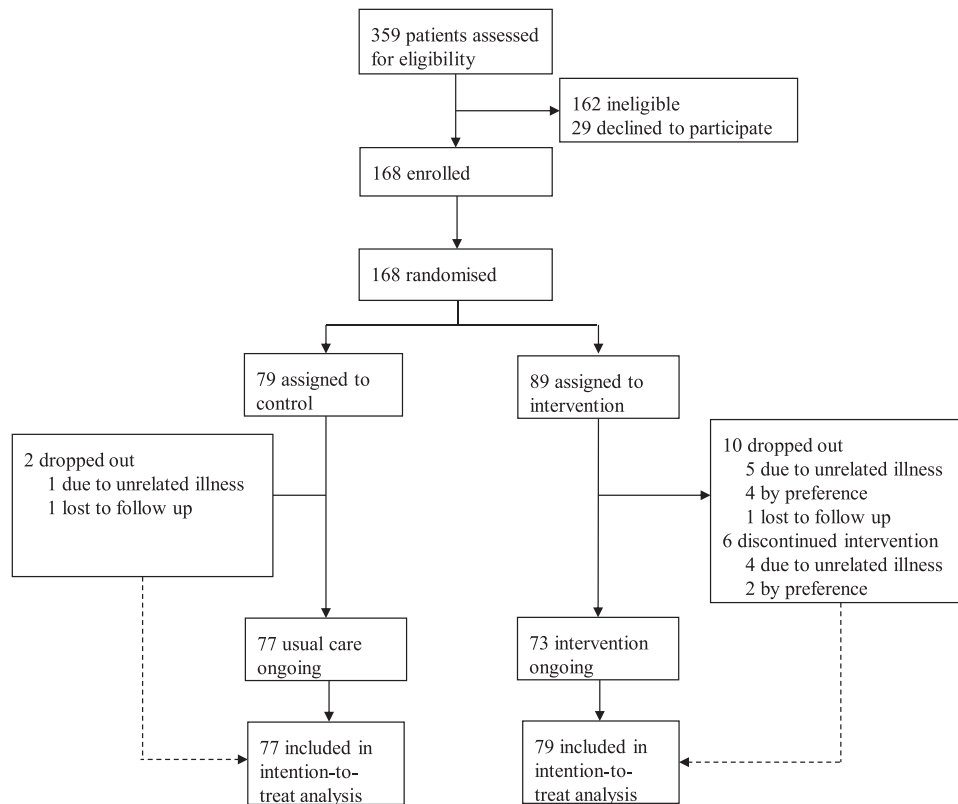 359 patients assessed
for eligibility
162 ineligible
29 declined to participate
168 enrolled
168 randomised
79 assigned to
control
89 assigned to
intervention
2 dropped out
1 due to unrelated illness
1 lost to follow up
10 dropped out
5 due to unrelated illness
4 by preference
1 lost to follow up
6 discontinued intervention
4 due to unrelated illness
2 by preference
77 usual care
ongoing
73 intervention
ongoing
77 included in
intention-to-
treat analysis
79 included in
intention-to-
treat analysis